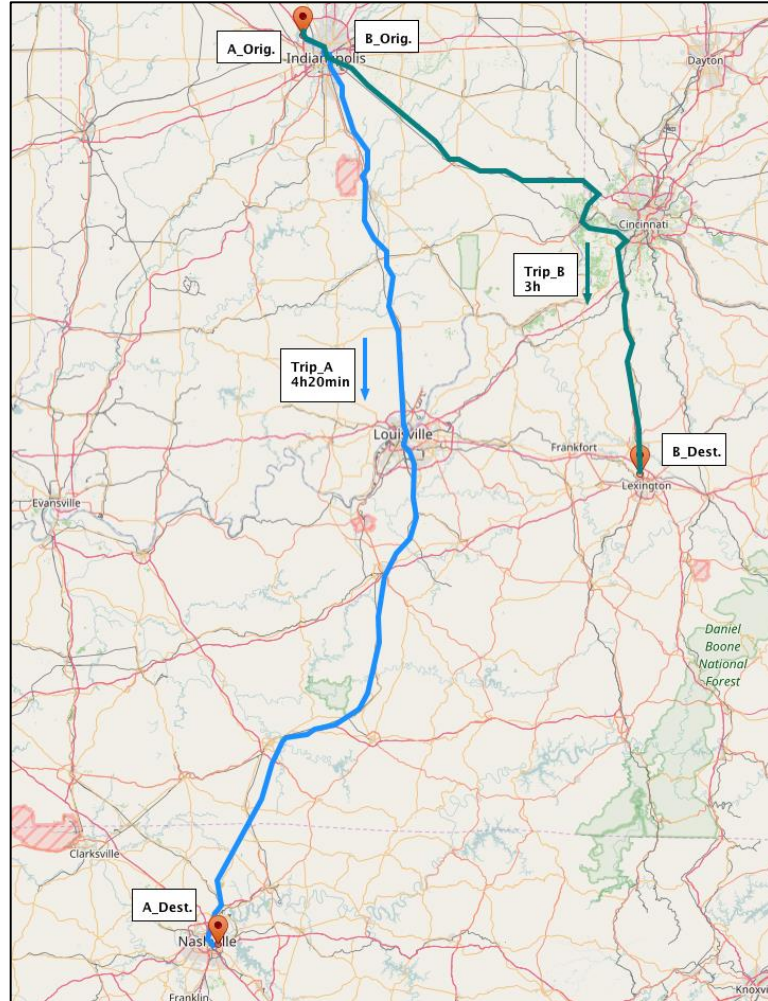 A_Orig.
B_Orig.
Indianapolis
Dayton
Cincinnati
Trip_B
3h
Trip_A
4h20min
Louisville
Frankfort
B_Dest.
Lexington
Evansville
Daniel
Boone
National
Forest
Clarksville
A_Dest.
Nashville
Franklin
Knoxv